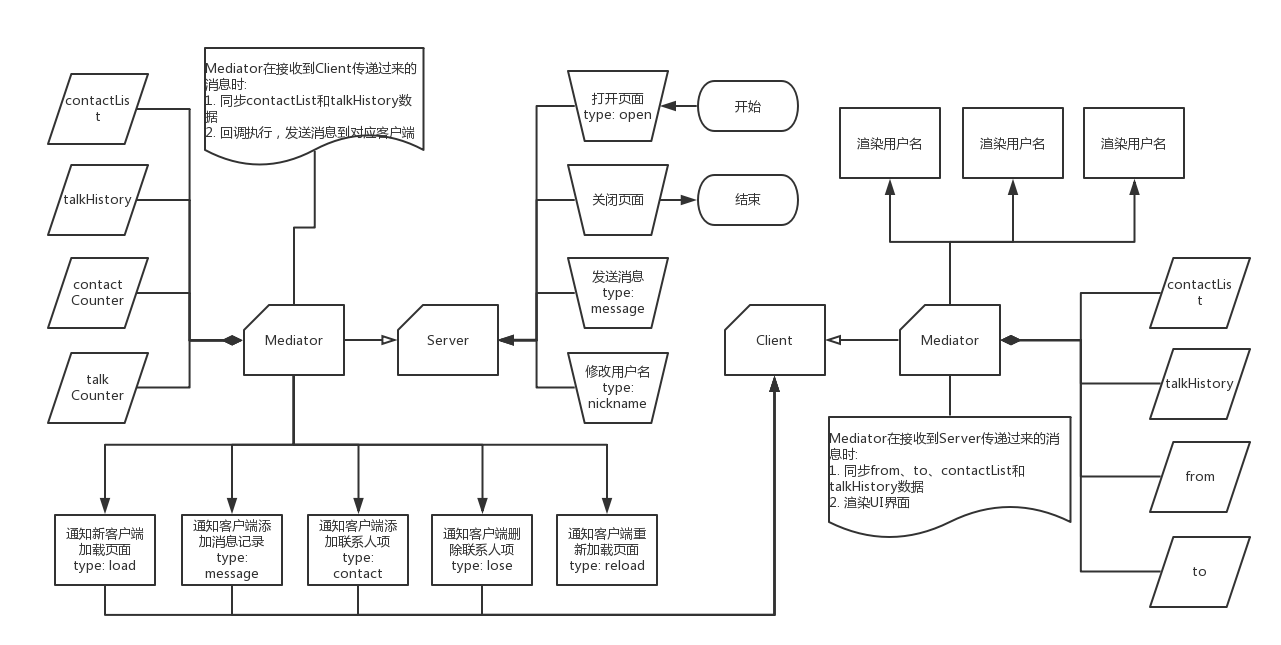 Mediator在接收到Client传递过来的
消息时:
1. 同步contactList和talkHistory数
据
2. 回调执行，发送消息到对应客户端
contactLis
t
talkHistory
contact
Counter
talk
Counter
Mediator
Server
打开页面
type: open
开始
关闭页面
结束
发送消息
type:
message
修改用户名
type:
nickname
渲染用户名
渲染用户名
渲染用户名
Client
Mediator
contactLis
t
talkHistory
from
to
Mediator在接收到Server传递过来的消
息时:
1. 同步from、to、contactList和
talkHistory数据
2. 渲染UI界面
通知新客户端
加载页面
type: load
通知客户端添
加消息记录
type:
message
通知客户端添
加联系人项
type:
contact
通知客户端删
除联系人项
type: lose
通知客户端重
新加载页面
type: reload